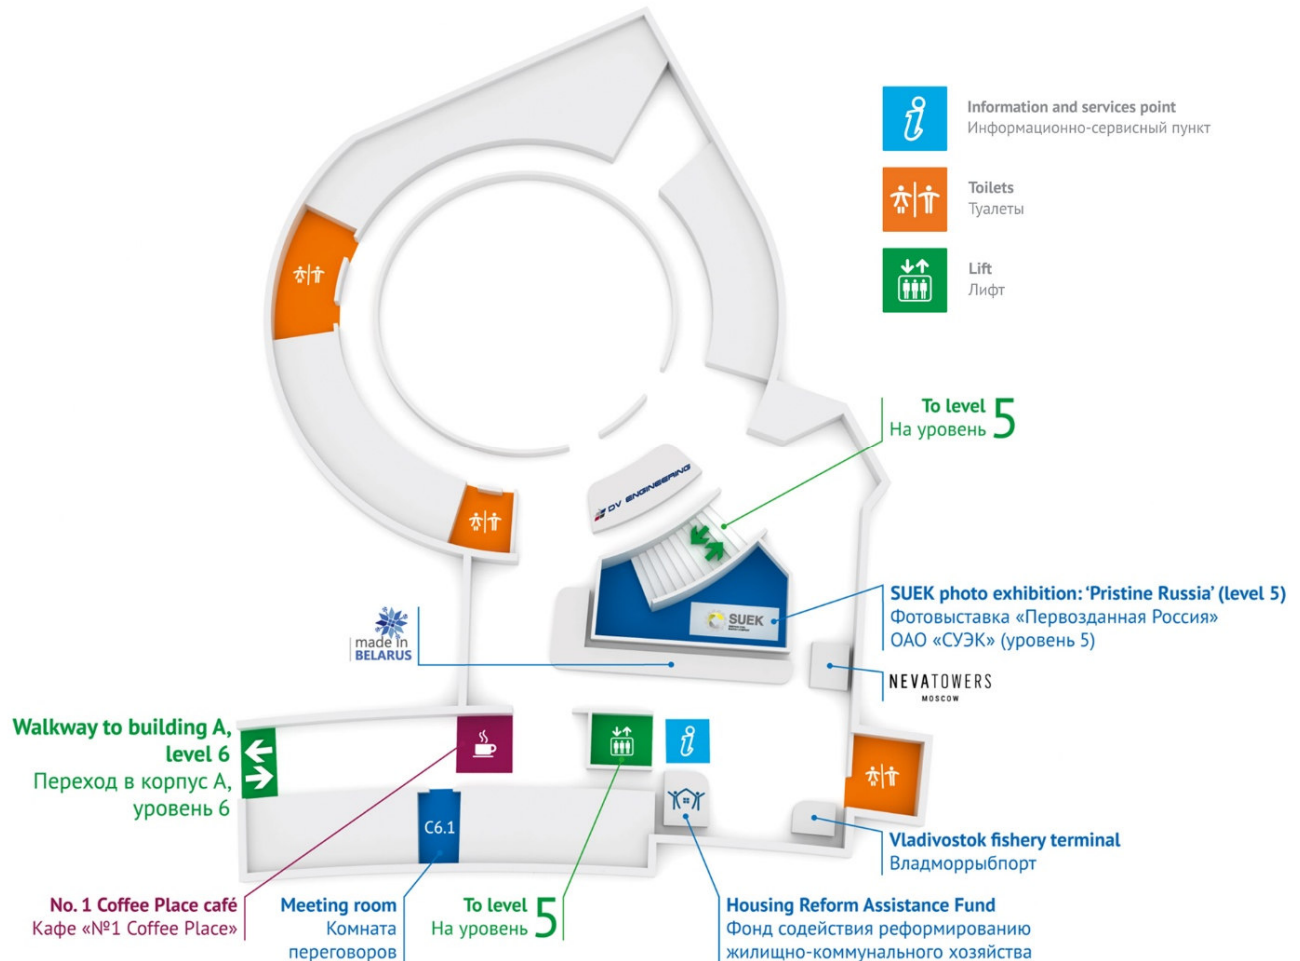 Information and services point
Информационно-сервисный пункт
Toilets
Туалеты
Lift
Лифт
To level
На уровень
5
DV ENGINEERING
SUEK
SUEK photo exhibition: ‘Pristine Russia’ (level 5)
Фотовыставка «Первозданная Россия»
ОАО «СУЭК» (уровень 5)
made in
BELARUS
NEVATOWERS
MOSCOW
Walkway to building A,
level 6
Переход в корпус А,
уровень 6
C6.1
Vladivostok fishery terminal
Владморрыбпорт
No. 1 Coffee Place café
Кафе «№1 Coffee Place»
Meeting room
Комната
переговоров
To level
На уровень
5
Housing Reform Assistance Fund
Фонд содействия реформированию
жилищно-коммунального хозяйства